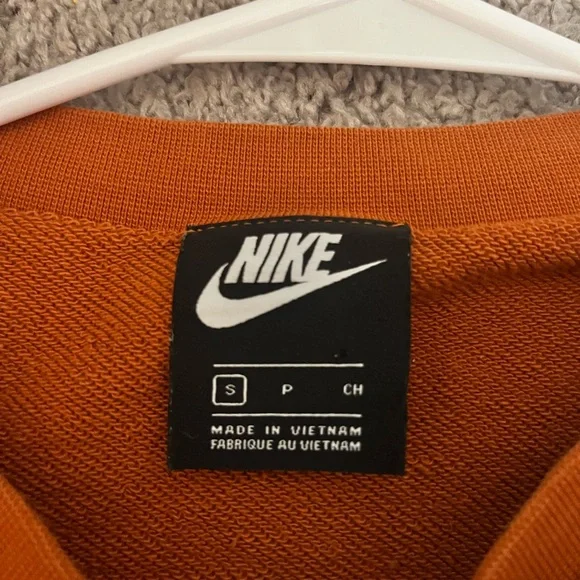 NIKE
S P CH
MADE IN VIETNAM
FABRIQUE AU VIETNAM